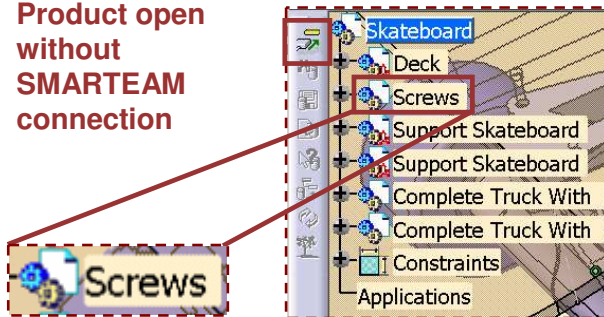 Product open
without
SMARTEAM
connection
Skateboard
Deck
Screws
Support Skateboard
Support Skateboard
Complete Truck With
Complete Truck With
Constraints
Applications
Screws